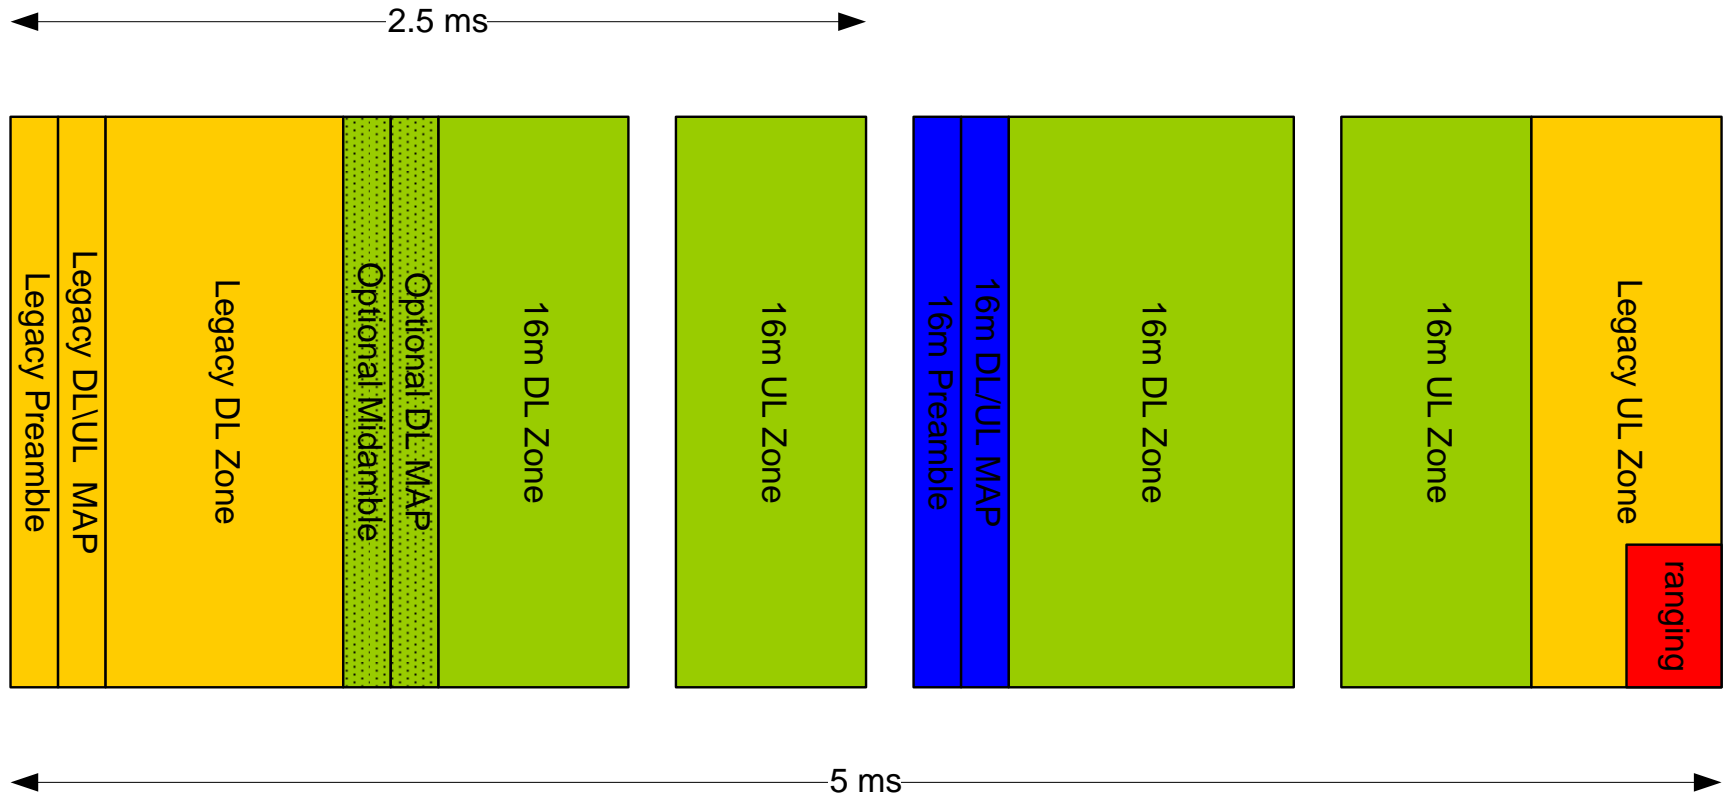 2.5 ms
Legacy Preamble
Legacy DL\UL  MAP
Legacy DL Zone
Optional Midamble
Optional DL MAP
16m DL Zone
16m UL Zone
16m Preamble
16m DL/UL MAP
16m DL Zone
16m UL Zone
Legacy UL Zone
ranging
5 ms